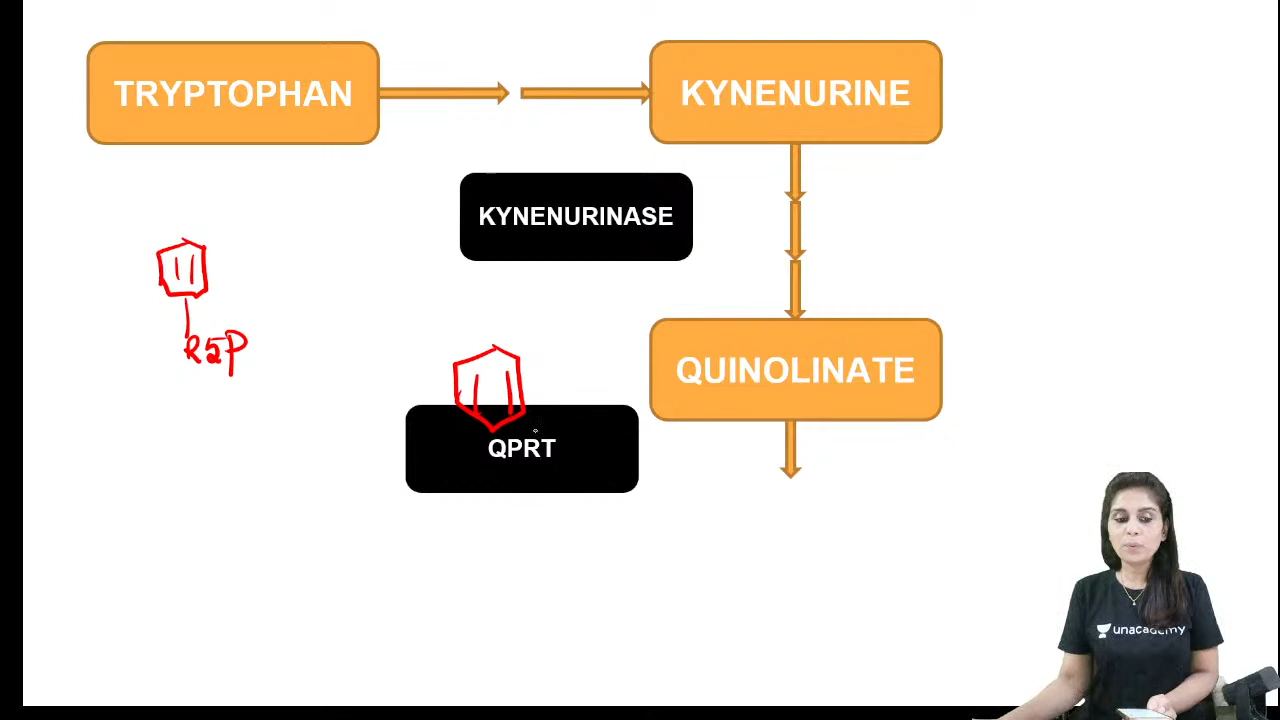 TRYPTOPHAN
KYNENURINE
KYNENURINASE
R5P
QUINOLINATE
QPRT
unacademy